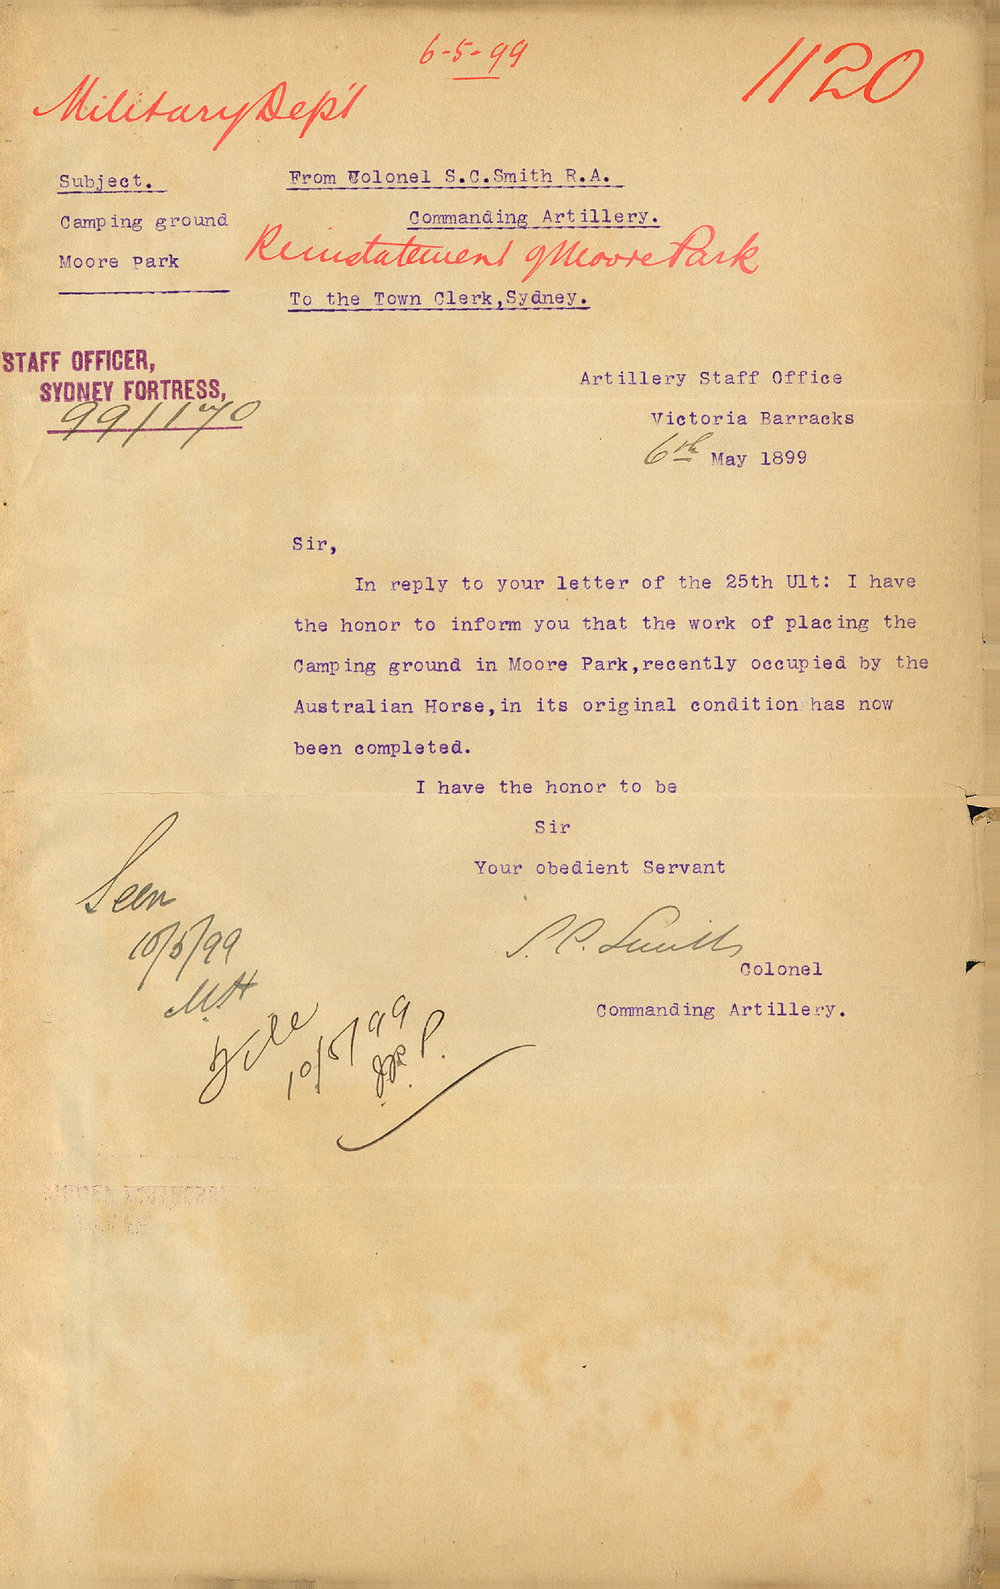 6-5-99
1120
Military Dep't
Subject.
From Colonel S.C.Smith R.A.
Camping ground
Commanding Artillery.
Moore Park
Reinstatement of Moore Park
To the Town Clerk,Sydney.
STAFF OFFICER,
SYDNEY FORTRESS,
99/170
Artillery Staff Office
Victoria Barracks
6th May 1899
Sir,
In reply to your letter of the 25th Ult: I have
the honor to inform you that the work of placing the
Camping ground in Moore Park,recently occupied by the
Australian Horse,in its original condition has now
been completed.
I have the honor to be
Sir
Your obedient Servant
S.C. Smith
Colonel
Commanding Artillery.
Seen
10/5/99
File
10/5/99